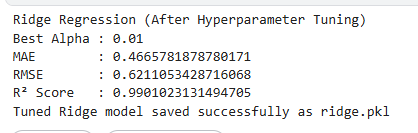 Ridge Regression (After Hyperparameter Tuning)
Best Alpha : 0.01
MAE        : 0.4665781878780171
RMSE       : 0.6211053428716068
R² Score   : 0.9901023131494705
Tuned Ridge model saved successfully as ridge.pkl